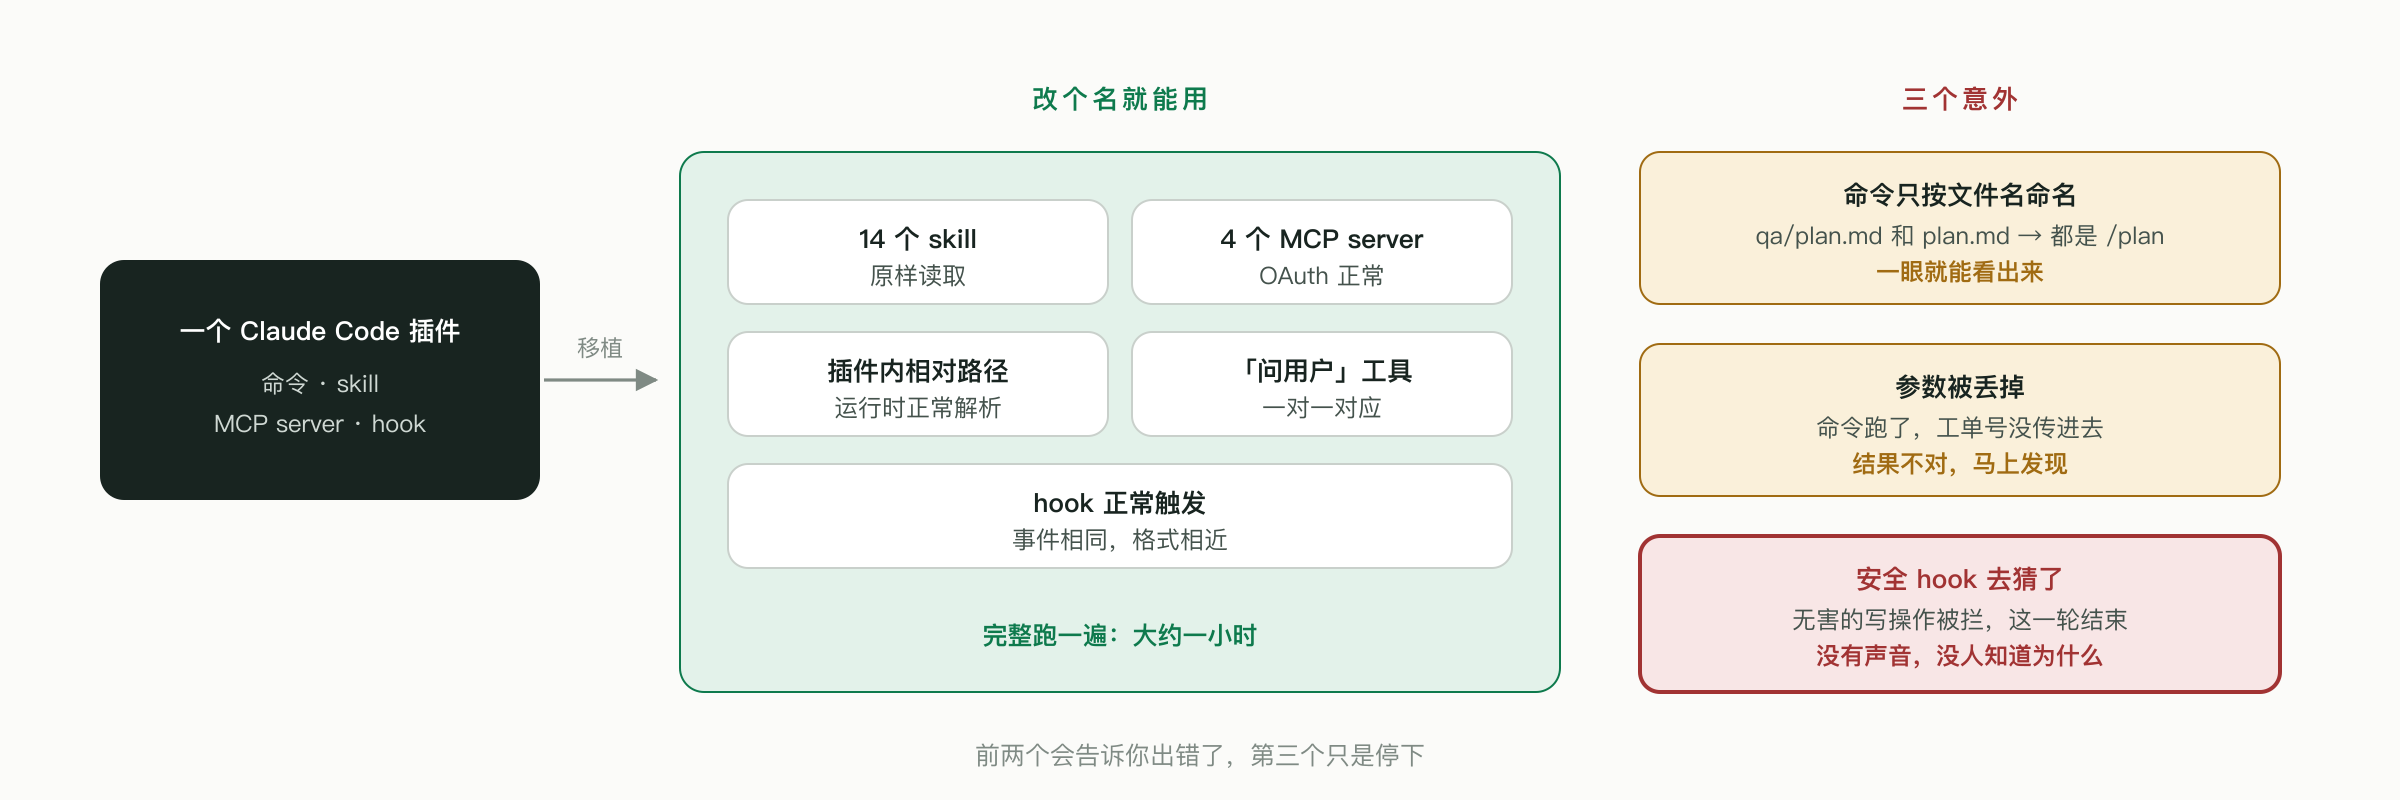 一个 Claude Code 插件
命令 · skill
MCP server · hook
移植
改个名就能用
14 个 skill
原样读取
4 个 MCP server
OAuth 正常
插件内相对路径
运行时正常解析
「问用户」工具
一对一对应
hook 正常触发
事件相同，格式相近
完整跑一遍：大约一小时
三个意外
命令只按文件名命名
qa/plan.md 和 plan.md → 都是 /plan
一眼就能看出来
参数被丢掉
命令跑了，工单号没传进去
结果不对，马上发现
安全 hook 去猜了
无害的写操作被拦，这一轮结束
没有声音，没人知道为什么
前两个会告诉你出错了，第三个只是停下